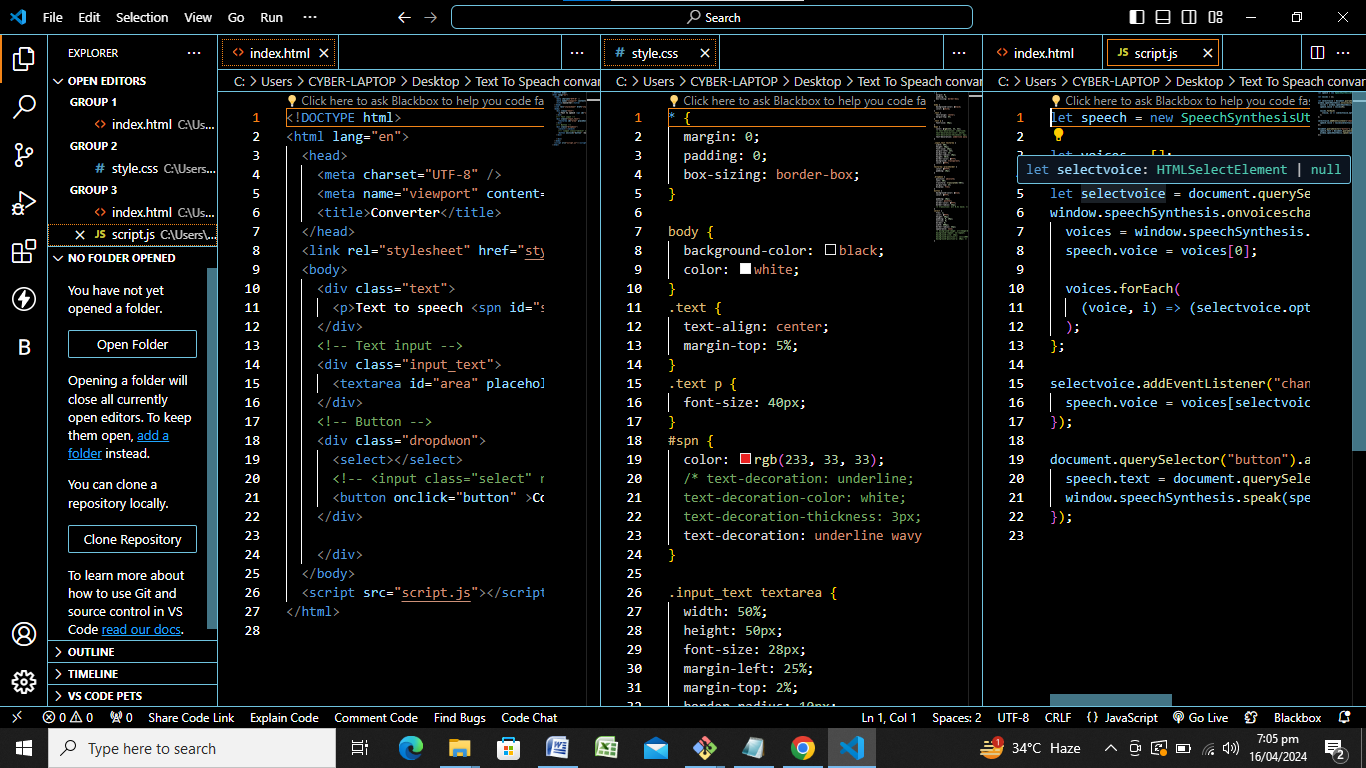 File Edit Selection View Go Run ···
Search
EXPLORER ···
OPEN EDITORS
GROUP 1
index.html C:\Us...
GROUP 2
# style.css C:\Users...
GROUP 3
index.html C:\Us...
JS script.js C:\Users\...
NO FOLDER OPENED
You have not yet
opened a folder.
Open Folder
Opening a folder will
close all currently
open editors. To keep
them open, add a
folder instead.
You can clone a
repository locally.
Clone Repository
To learn more about
how to use Git and
source control in VS
Code read our docs.
OUTLINE
TIMELINE
VS CODE PETS
<> index.html
C: > Users > CYBER-LAPTOP > Desktop > Text To Speach convar
Click here to ask Blackbox to help you code fa
1 <!DOCTYPE html>
2 <html lang="en">
3 <head>
4 <meta charset="UTF-8" />
5 <meta name="viewport" content=
6 <title>Converter</title>
7 </head>
8 <link rel="stylesheet" href="sty
9 <body>
10 <div class="text">
11 <p>Text to speech <spn id="s
12 </div>
13 <!-- Text input -->
14 <div class="input_text">
15 <textarea id="area" placehol
16 </div>
17 <!-- Button -->
18 <div class="dropdwon">
19 <select></select>
20 <!-- <input class="select"
21 <button onclick="button" >Co
22 </div>
23
24 </div>
25 </body>
26 <script src="script.js"></script
27 </html>
28
# style.css
C: > Users > CYBER-LAPTOP > Desktop > Text To Speach convar
Click here to ask Blackbox to help you code fa
1 * {
2 margin: 0;
3 padding: 0;
4 box-sizing: border-box;
5 }
6
7 body {
8 background-color: black;
9 color: white;
10 }
11 .text {
12 text-align: center;
13 margin-top: 5%;
14 }
15 .text p {
16 font-size: 40px;
17 }
18 #spn {
19 color: rgb(233, 33, 33);
20 /* text-decoration: underline;
21 text-decoration-color: white;
22 text-decoration-thickness: 3px;
23 text-decoration: underline wavy
24 }
25
26 .input_text textarea {
27 width: 50%;
28 height: 50px;
29 font-size: 28px;
30 margin-left: 25%;
31 margin-top: 2%;
32 border-radius: 10px;
<> index.html JS script.js
C: > Users > CYBER-LAPTOP > Desktop > Text To Speach convar
Click here to ask Blackbox to help you code fas
1 let speech = new SpeechSynthesisUt
2
let voices = [];
let selectvoice: HTMLSelectElement | null
5 let selectvoice = document.querySe
6 window.speechSynthesis.onvoicescha
7 voices = window.speechSynthesis.
8 speech.voice = voices[0];
9
10 voices.forEach(
11 (voice, i) => (selectvoice.opt
12 );
13 };
14
15 selectvoice.addEventListener("chan
16 speech.voice = voices[selectvoic
17 });
18
19 document.querySelector("button").a
20 speech.text = document.querySele
21 window.speechSynthesis.speak(spe
22 });
23
0 0 0 Share Code Link Explain Code Comment Code Find Bugs Code Chat Ln 1, Col 1 Spaces: 2 UTF-8 CRLF {} JavaScript Go Live Blackbox
Type here to search
1 34°C Haze
7:05 pm
16/04/2024
2